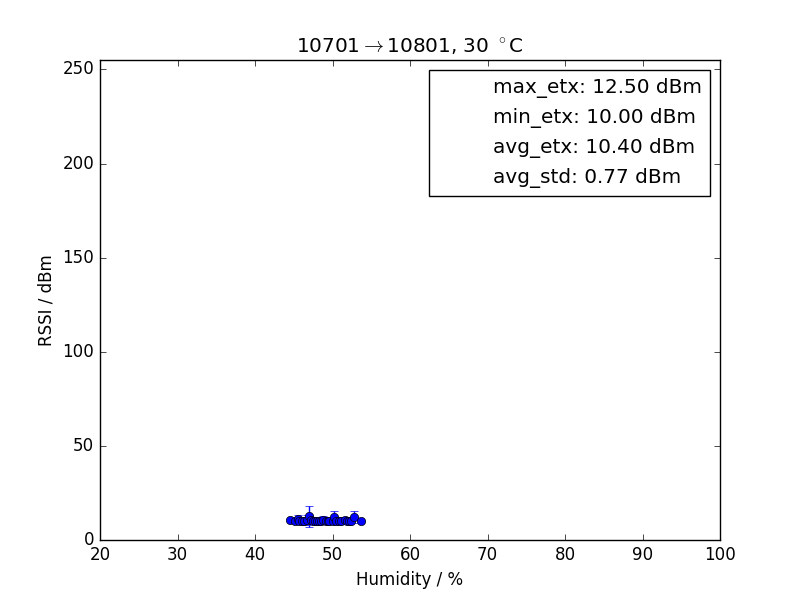 10701→10801, 30 °C
250
200
150
100
50
0
RSSI / dBm
max_etx: 12.50 dBm
min_etx: 10.00 dBm
avg_etx: 10.40 dBm
avg_std: 0.77 dBm
20 30 40 50 60 70 80 90 100
Humidity / %